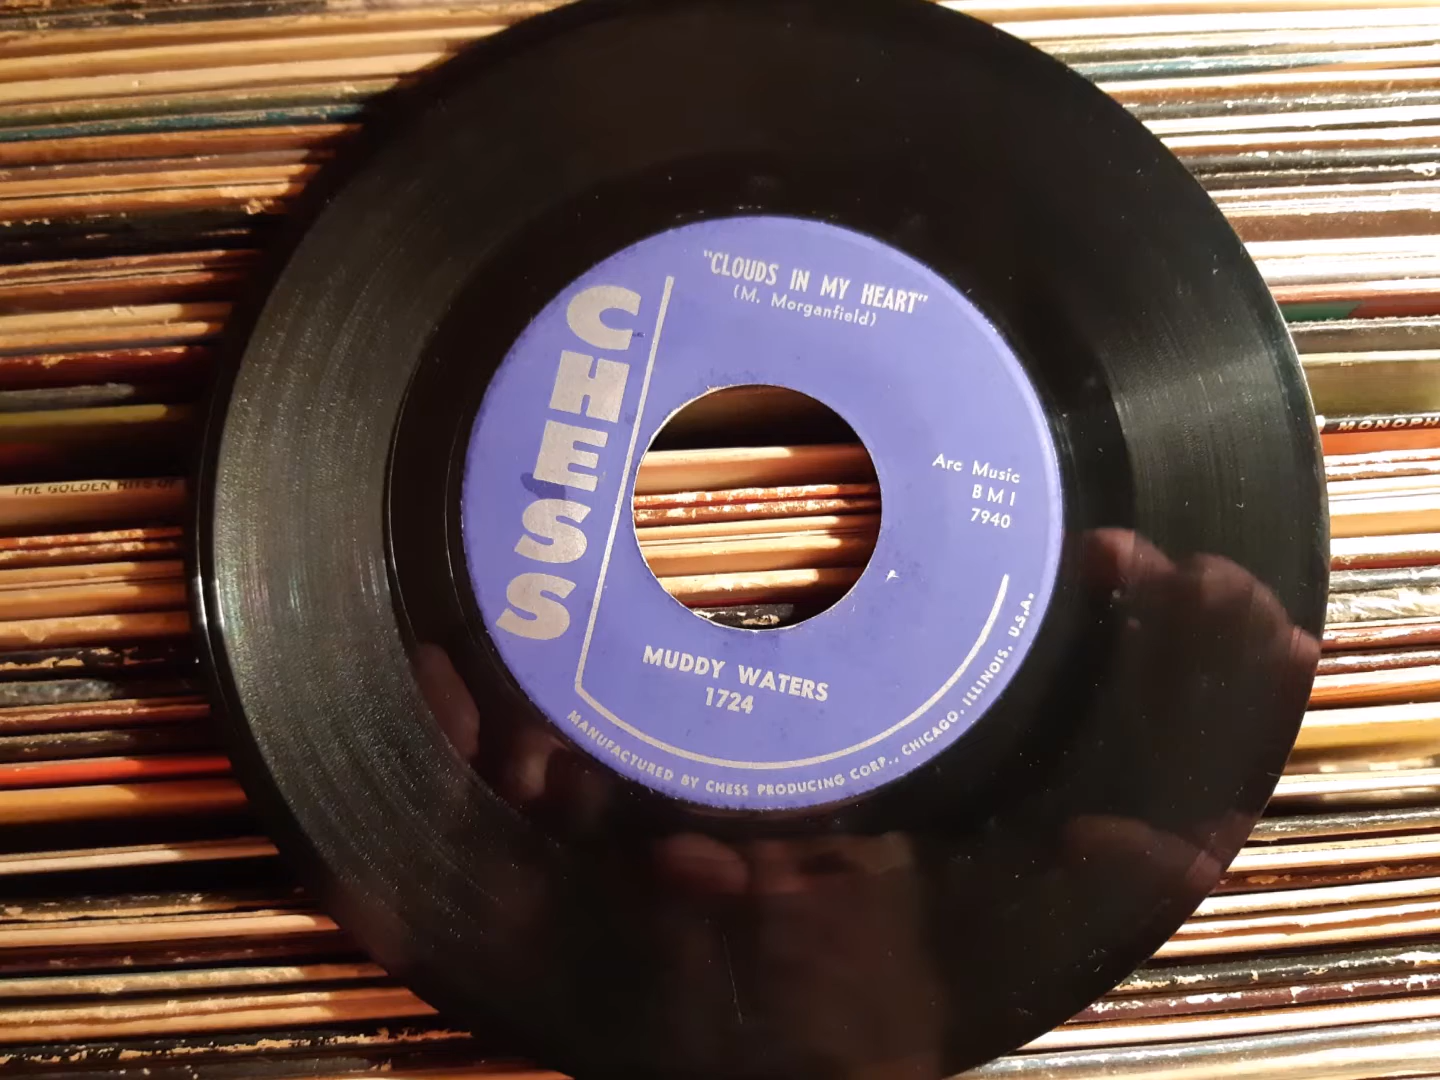 "CLOUDS IN MY HEART"
(M. Morganfield)
CHESS
Arc Music
BMI
7940
MUDDY WATERS
1724
MANUFACTURED BY CHESS PRODUCING CORP., CHICAGO, ILLINOIS, U.S.A.
THE GOLDEN HITS OF